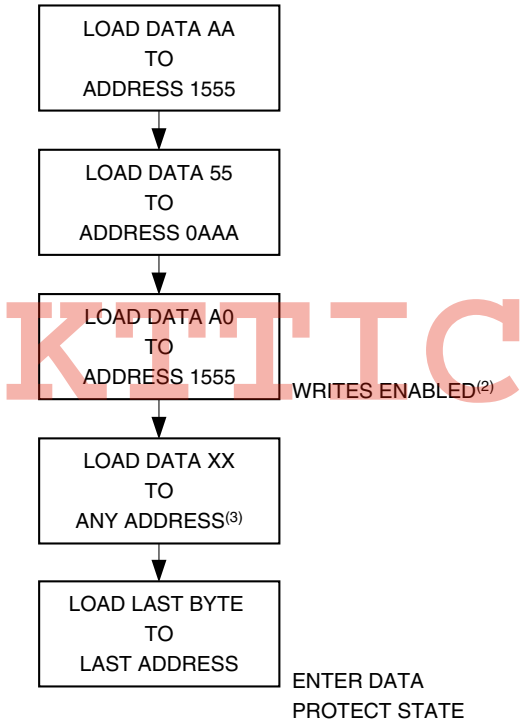 LOAD DATA AA
TO
ADDRESS 1555
LOAD DATA 55
TO
ADDRESS 0AAA
KTTIC
LOAD DATA A0
TO
ADDRESS 1555
WRITES ENABLED(2)
LOAD DATA XX
TO
ANY ADDRESS(3)
LOAD LAST BYTE
TO
LAST ADDRESS
ENTER DATA
PROTECT STATE